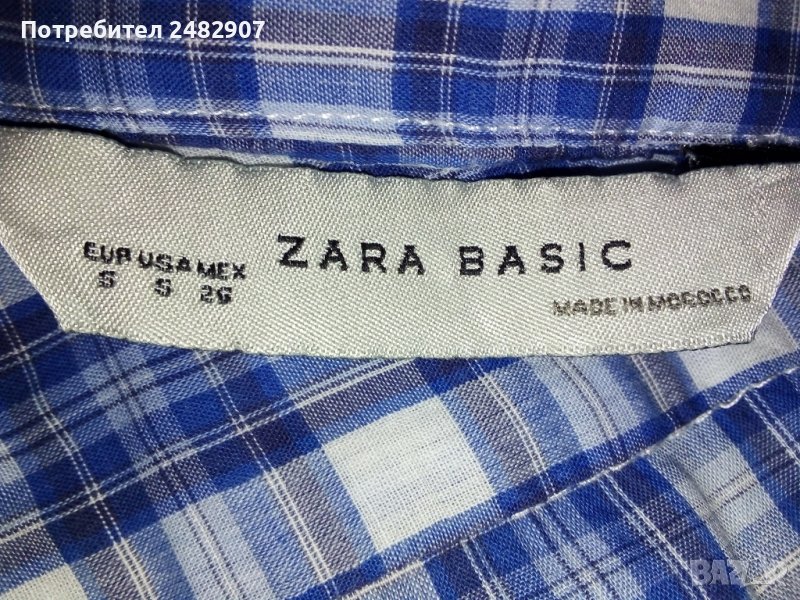 Потребител 2482907
EUR USA MEX
S S 26
ZARA BASIC
MADE IN MOROCCO